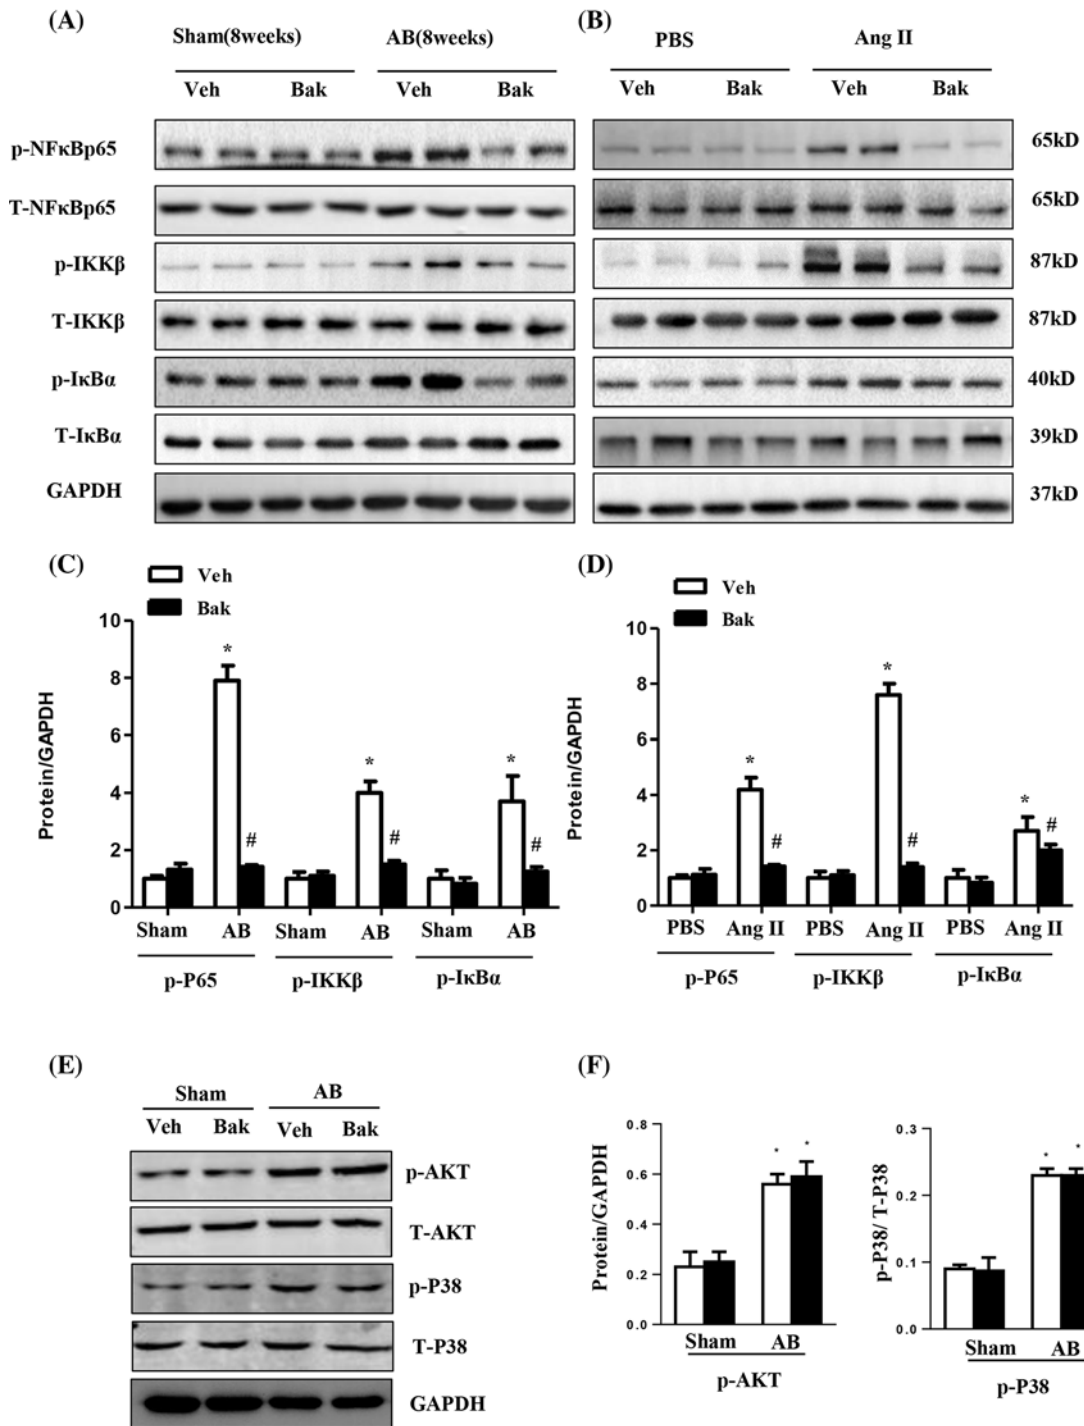 (A)
Sham(8weeks) AB(8weeks)
Veh Bak Veh Bak
p-NFκBp65
T-NFκBp65
p-IKKβ
T-IKKβ
p-IκBα
T-IκBα
GAPDH
(B)
PBS Ang II
Veh Bak Veh Bak
65kD
65kD
87kD
87kD
40kD
39kD
37kD
(C)
Veh
Bak
Protein/GAPDH
10
8
6
4
2
0
* # * # * #
Sham AB Sham AB Sham AB
p-P65 p-IKKβ p-IκBα
(D)
Veh
Bak
Protein/GAPDH
10
8
6
4
2
0
* # * # * #
PBS Ang II PBS Ang II PBS Ang II
p-P65 p-IKKβ p-IκBα
(E)
Sham AB
Veh Bak Veh Bak
p-AKT
T-AKT
p-P38
T-P38
GAPDH
(F)
Protein/GAPDH
0.8
0.6
0.4
0.2
0.0
* *
Sham AB
p-AKT
p-P38/ T-P38
0.3
0.2
0.1
0.0
* *
Sham AB
p-P38